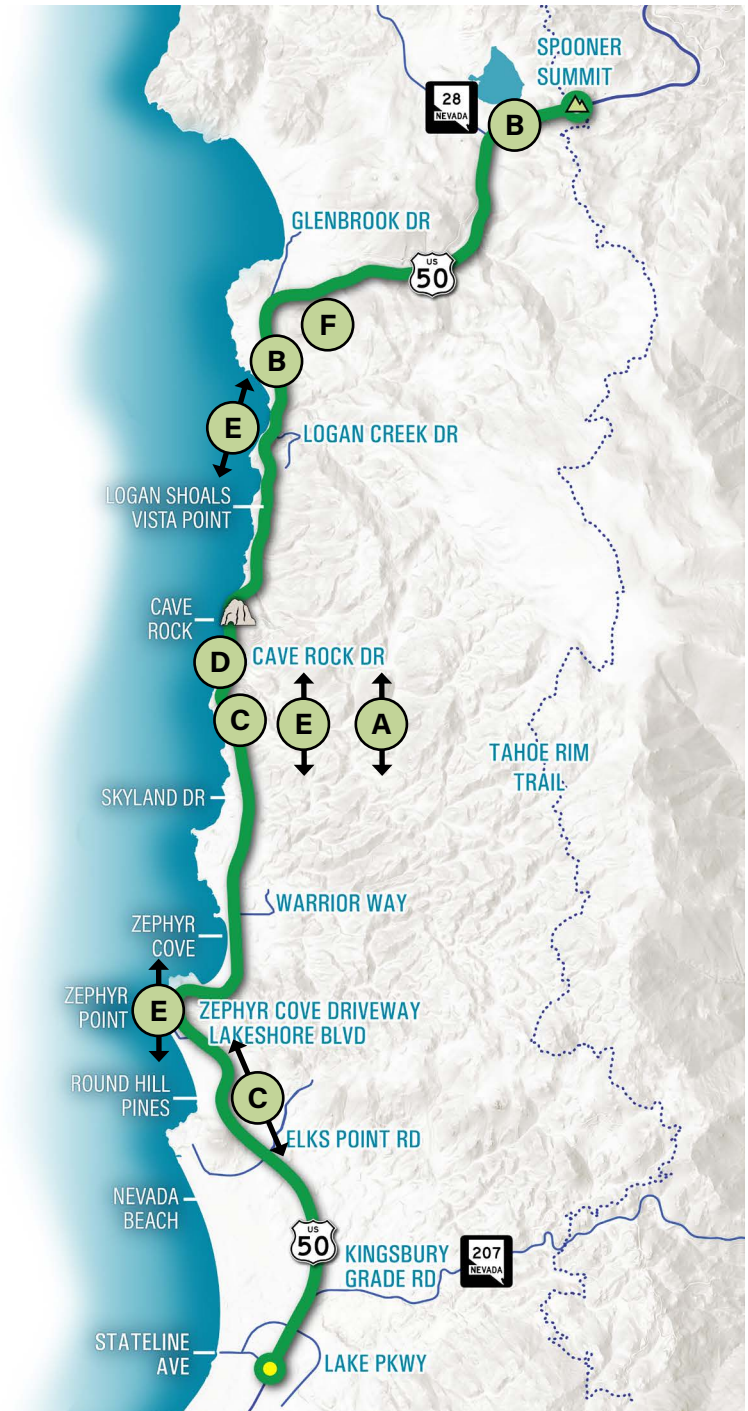 SPOONER
SUMMIT
28
NEVADA
B
GLENBROOK DR
US
50
F
B
E
LOGAN CREEK DR
LOGAN SHOALS
VISTA POINT
CAVE
ROCK
D
CAVE ROCK DR
C
E
A
TAHOE RIM
TRAIL
SKYLAND DR
WARRIOR WAY
ZEPHYR
COVE
ZEPHYR
POINT
E
ZEPHYR COVE DRIVEWAY
LAKESHORE BLVD
ROUND HILL
PINES
C
ELKS POINT RD
NEVADA
BEACH
US
50
KINGSBURY
GRADE RD
207
NEVADA
STATELINE
AVE
LAKE PKWY